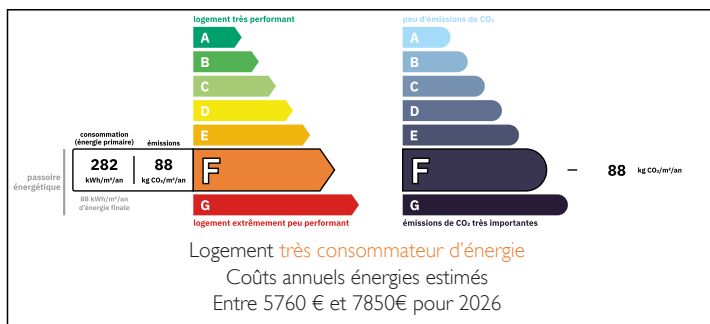 logement très performant
A
B
C
D
E
consommation
(énergie primaire)
émissions
282
kWh/m²/an
88
kg CO₂/m²/an
F
passoire
énergétique
88 kWh/m²/an
d'énergie finale
G
logement extrêmement peu performant
peu d'émissions de CO₂
A
B
C
D
E
F
88 kg CO₂/m²/an
G
émissions de CO₂ très importantes
Logement très consommateur d'énergie
Coûts annuels énergies estimés
Entre 5760 € et 7850€ pour 2026